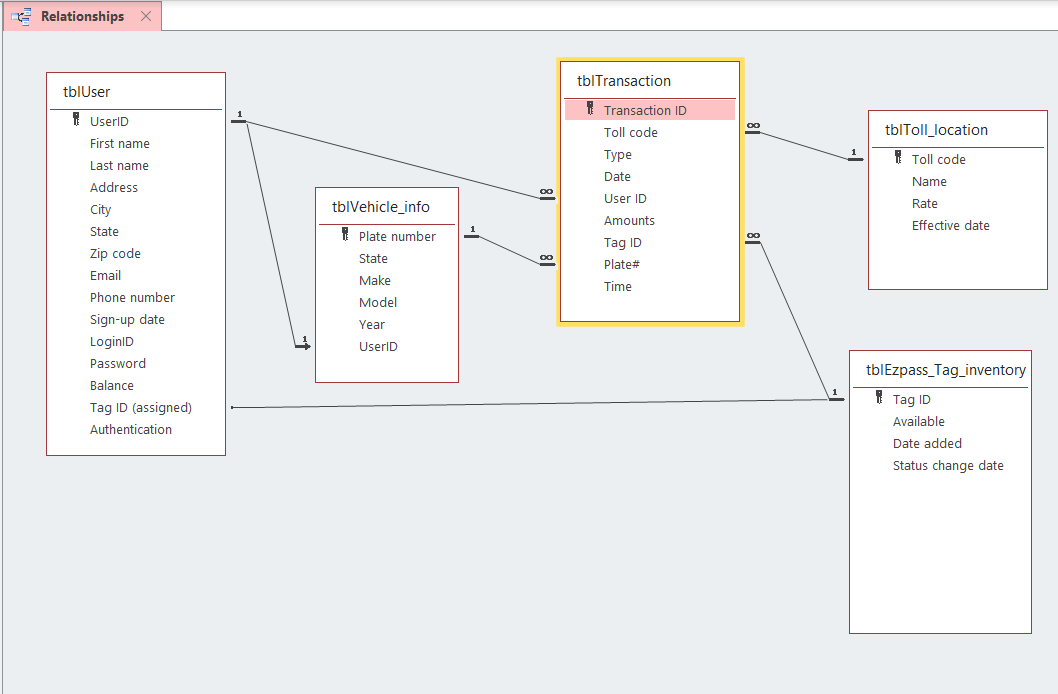 Relationships
tblUser
UserID
First name
Last name
Address
City
State
Zip code
Email
Phone number
Sign-up date
LoginID
Password
Balance
Tag ID (assigned)
Authentication
1
1
tblVehicle_info
Plate number
State
Make
Model
Year
UserID
1
∞
∞
tblTransaction
Transaction ID
Toll code
Type
Date
User ID
Amounts
Tag ID
Plate#
Time
∞
∞
1
tblToll_location
Toll code
Name
Rate
Effective date
1
tblEzpass_Tag_inventory
Tag ID
Available
Date added
Status change date